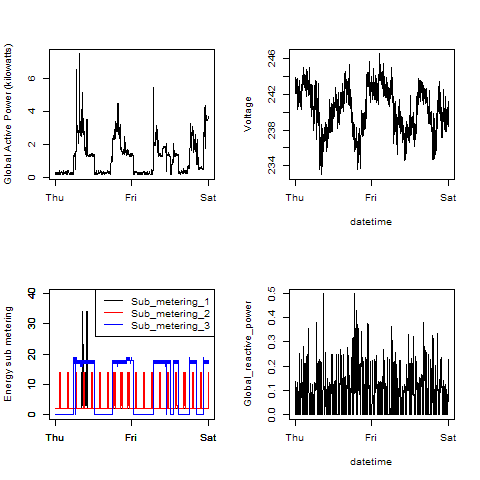 Global Active Power (kilowatts)
0 2 4 6
Thu Fri Sat
Voltage
234 238 242 246
Thu Fri Sat
datetime
Energy sub metering
0 10 20 30 40
Sub_metering_1
Sub_metering_2
Sub_metering_3
Thu Fri Sat
Global_reactive_power
0.0 0.1 0.2 0.3 0.4 0.5
Thu Fri Sat
datetime